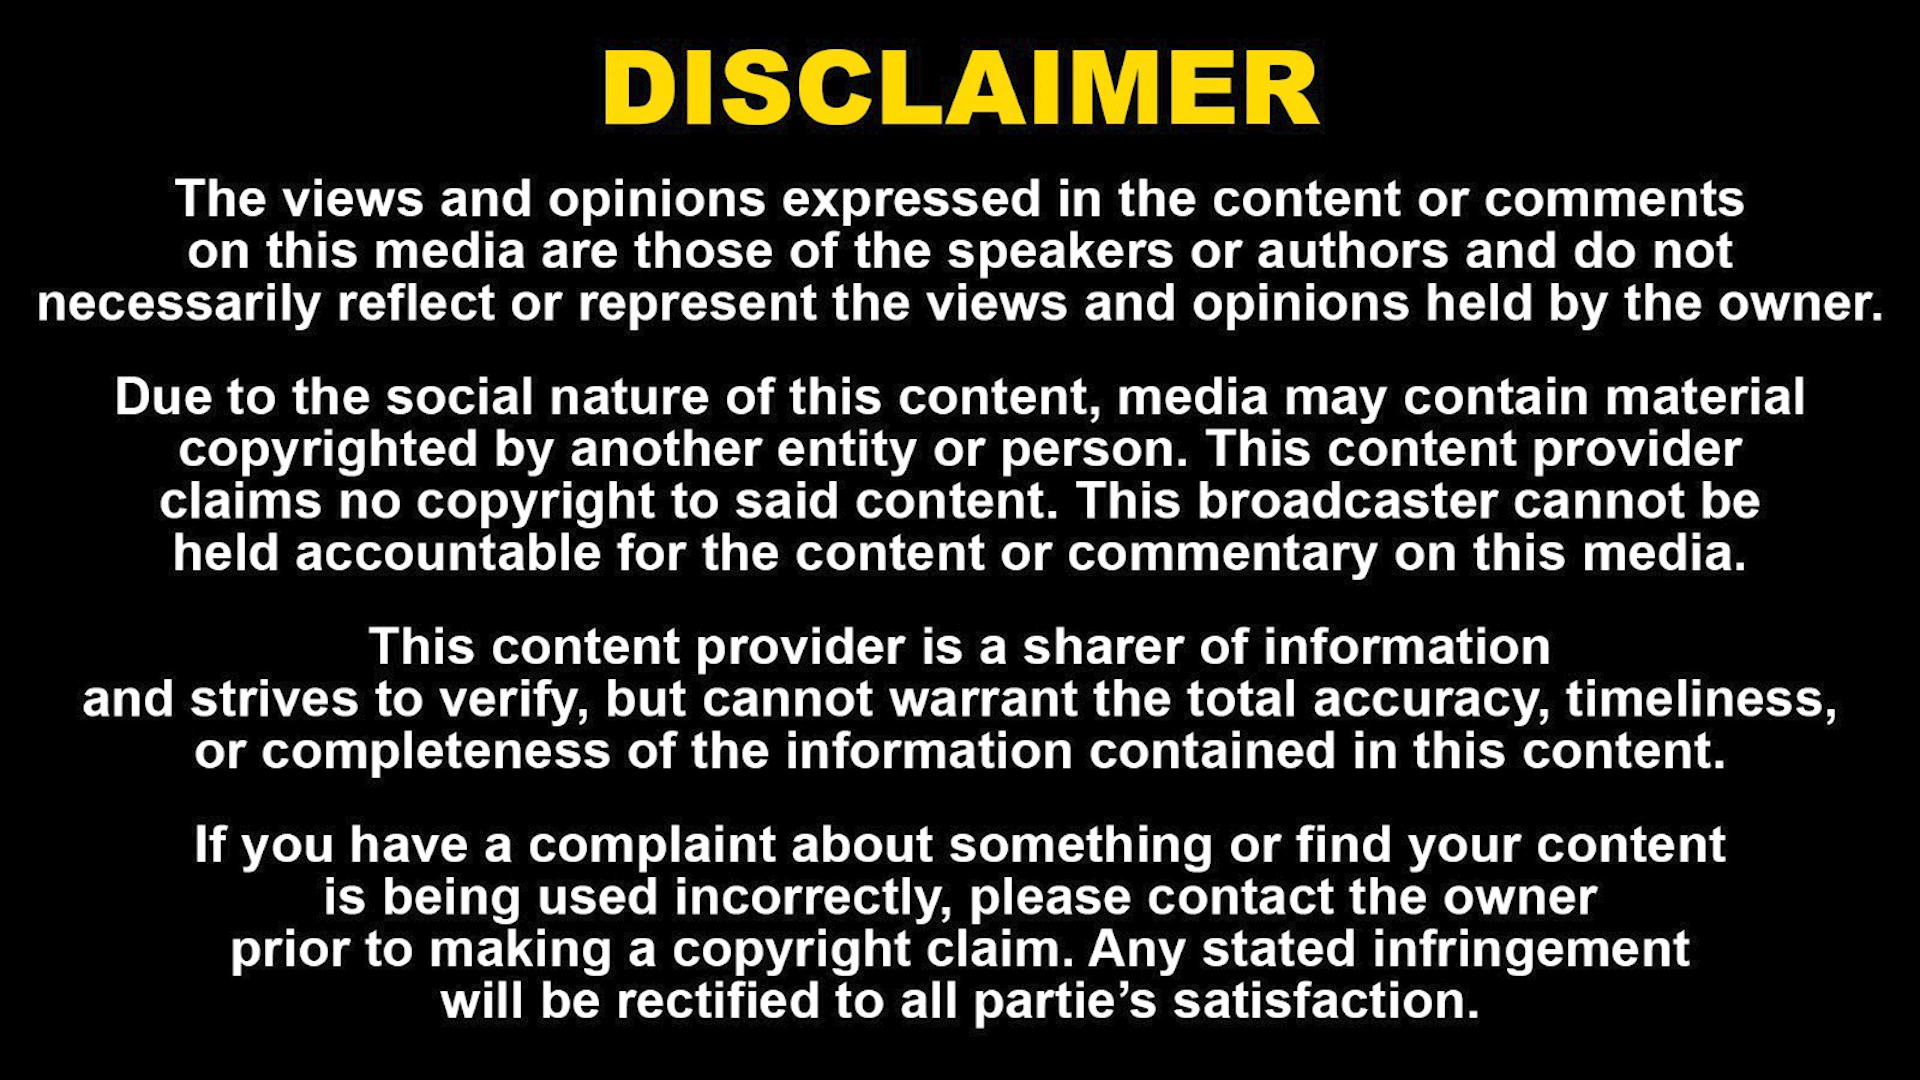 DISCLAIMER
The views and opinions expressed in the content or comments
on this media are those of the speakers or authors and do not
necessarily reflect or represent the views and opinions held by the owner.
Due to the social nature of this content, media may contain material
copyrighted by another entity or person. This content provider
claims no copyright to said content. This broadcaster cannot be
held accountable for the content or commentary on this media.
This content provider is a sharer of information
and strives to verify, but cannot warrant the total accuracy, timeliness,
or completeness of the information contained in this content.
If you have a complaint about something or find your content
is being used incorrectly, please contact the owner
prior to making a copyright claim. Any stated infringement
will be rectified to all partie’s satisfaction.